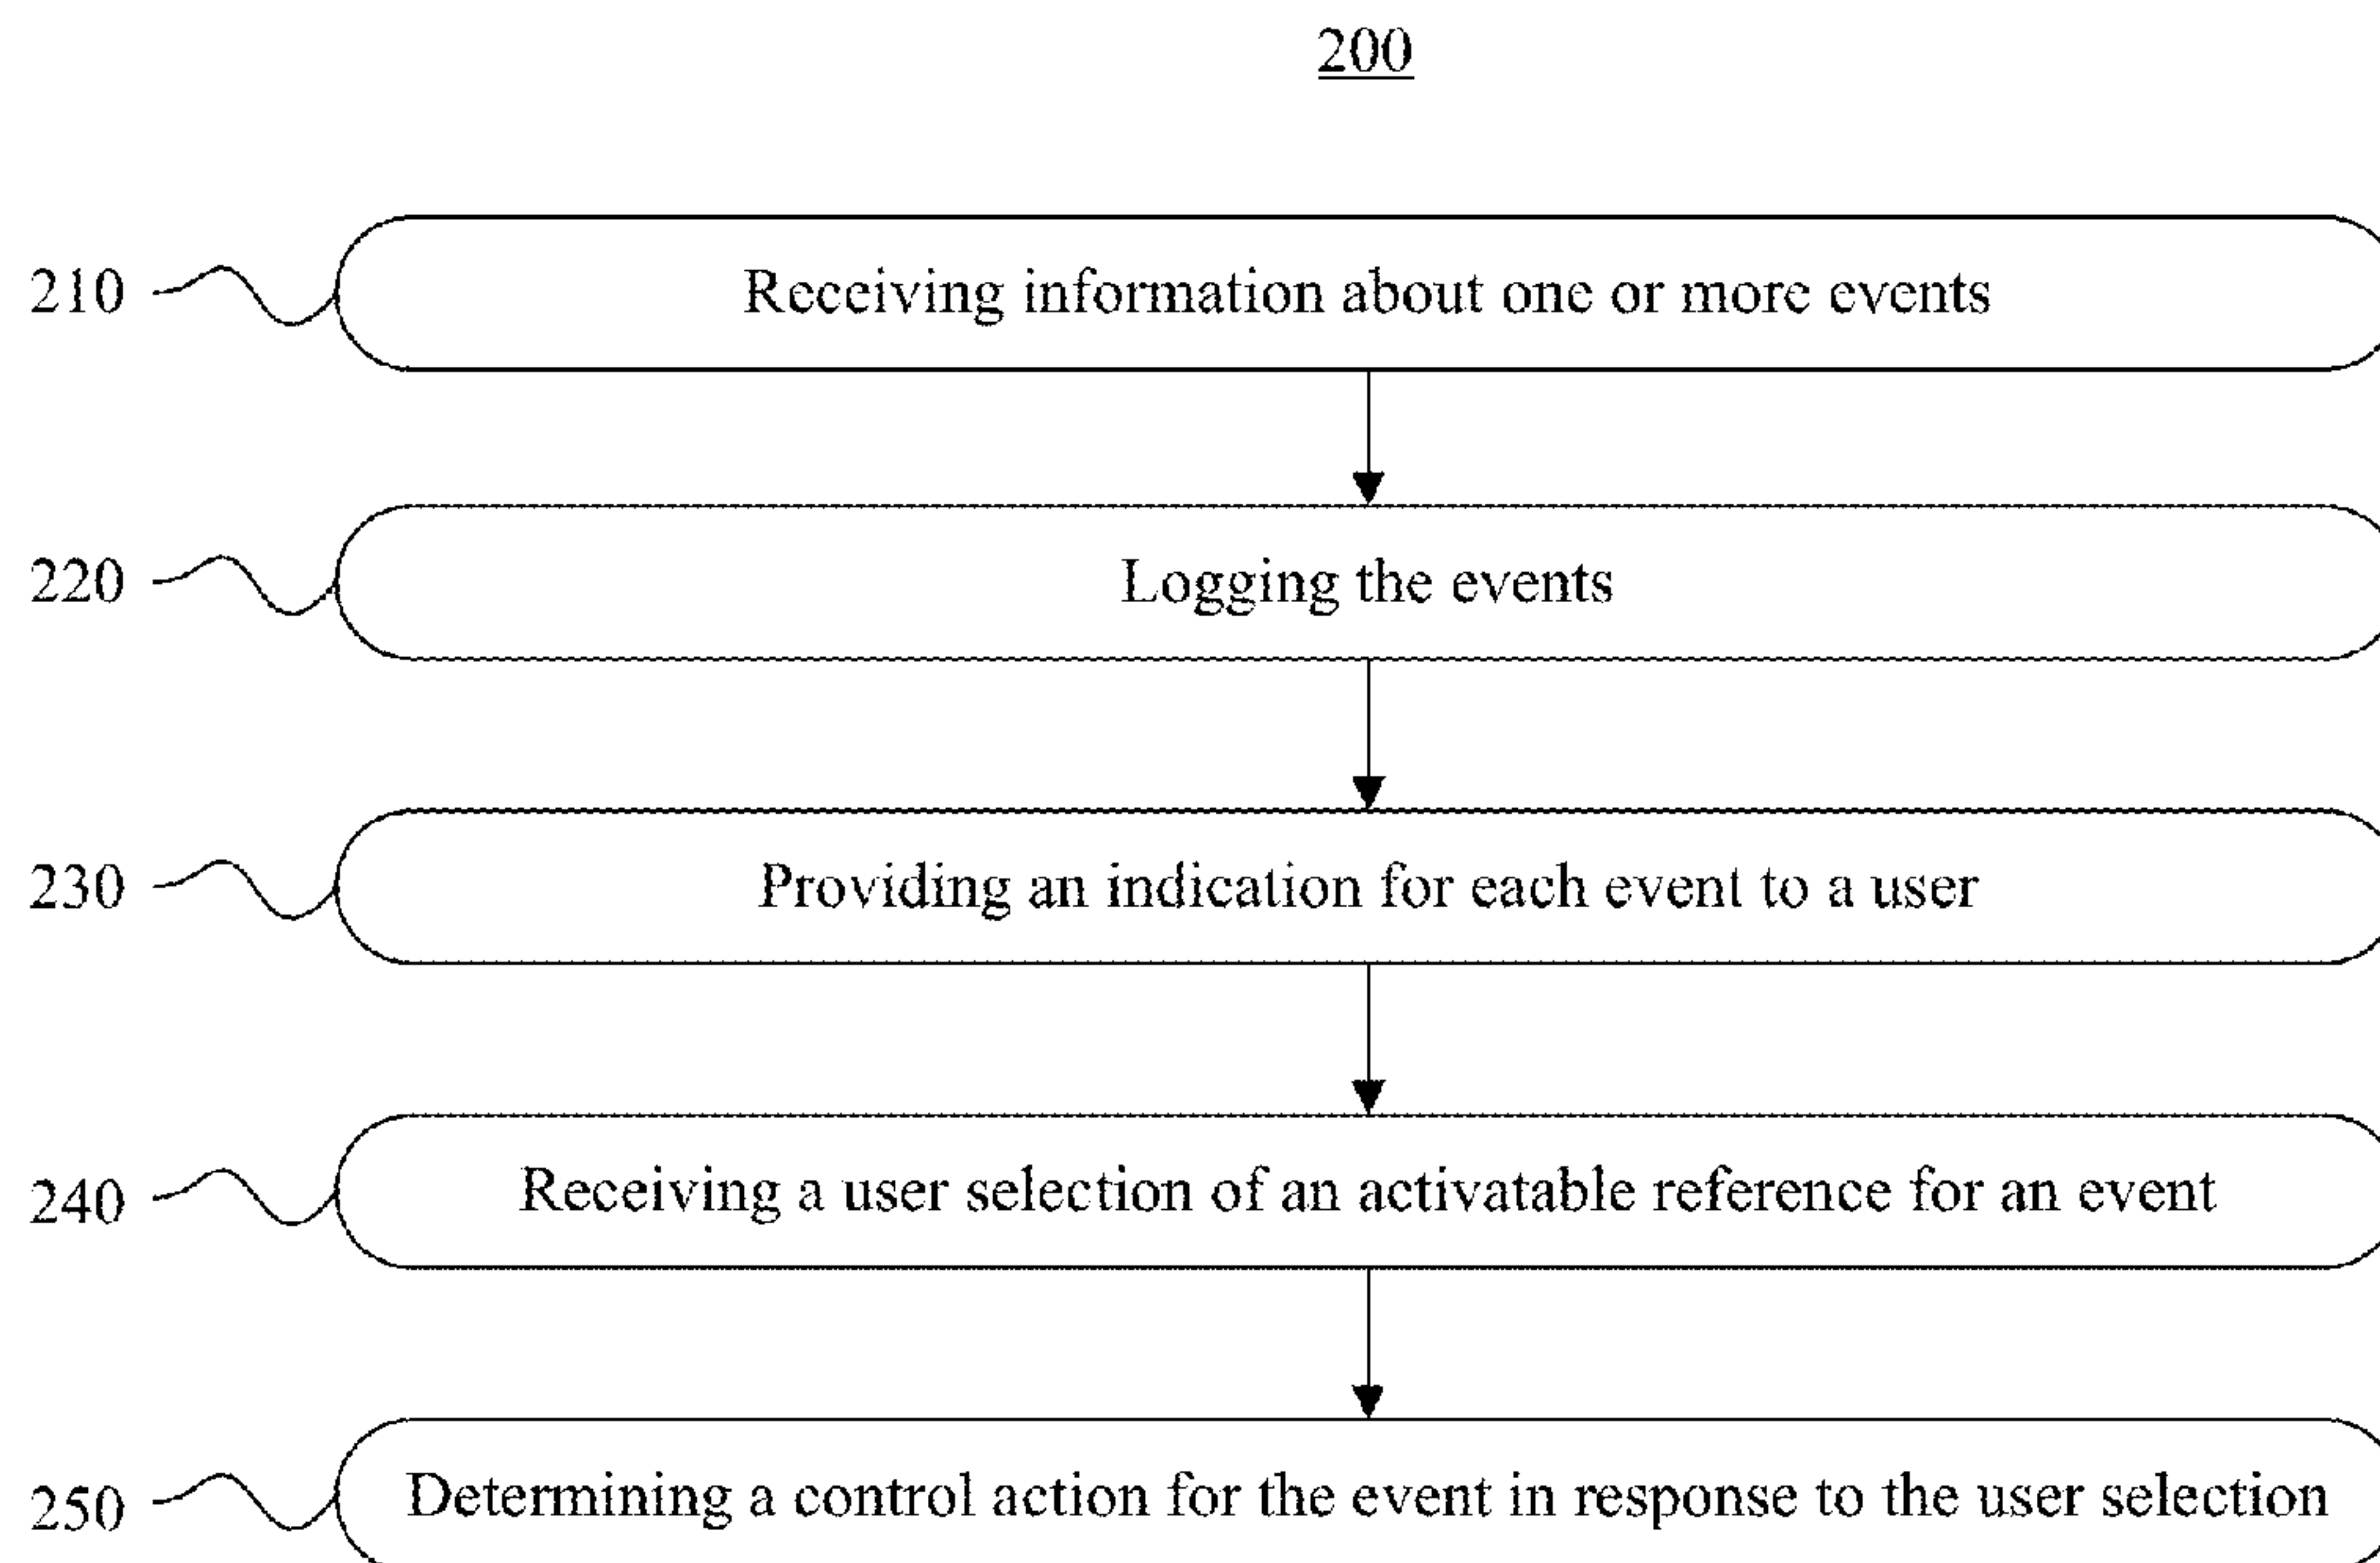 200
210 Receiving information about one or more events
220 Logging the events
230 Providing an indication for each event to a user
240 Receiving a user selection of an activatable reference for an event
250 Determining a control action for the event in response to the user selection